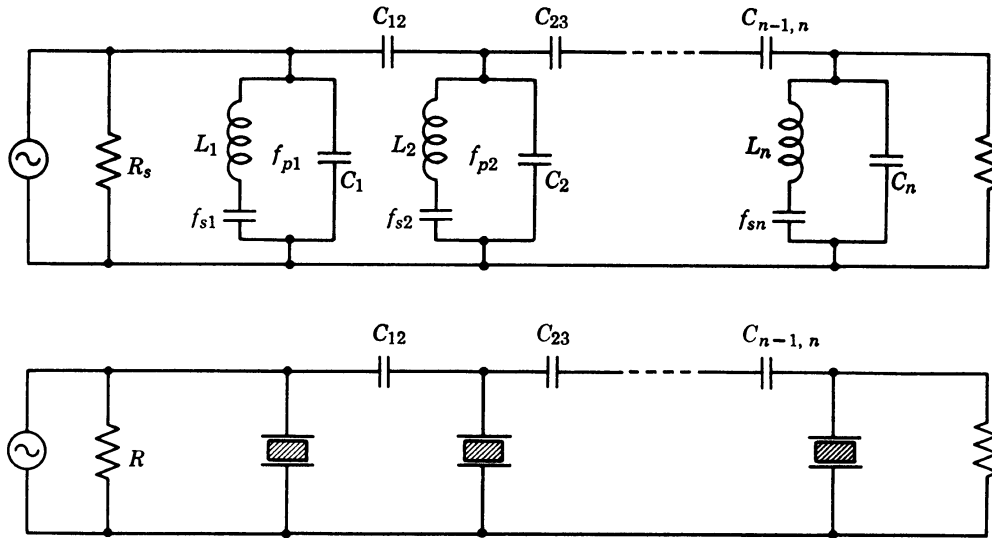 C12 C23 Cn−1, n
Rs L1 fp1 C1 L2 fp2 C2 Ln Cn
fs1 fs2 fsn
C12 C23 Cn−1, n
R